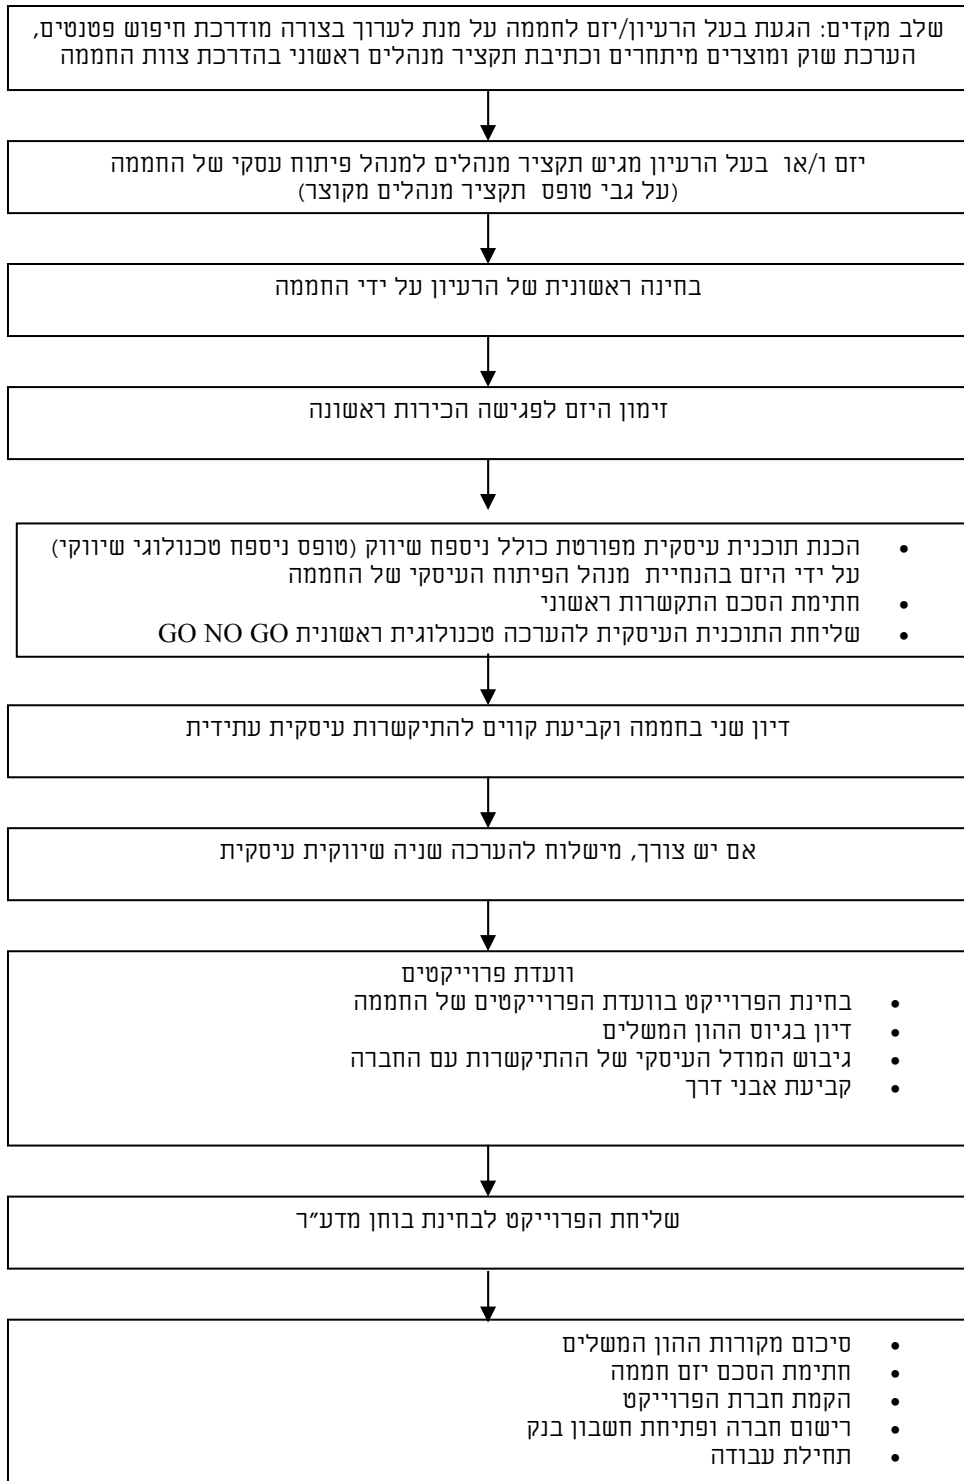 שלב מקדים: הגעת בעל הרעיון/יזם לחממה על מנת לערוך בצורה מודרכת חיפוש פטנטים,
הערכת שוק ומוצרים מיתחרים וכתיבת תקציר מנהלים ראשוני בהדרכת צוות החממה
יזם ו/או בעל הרעיון מגיש תקציר מנהלים למנהל פיתוח עסקי של החממה
(על גבי טופס תקציר מנהלים מקוצר)
בחינה ראשונית של הרעיון על ידי החממה
זימון היזם לפגישה הכירות ראשונה
• הכנת תוכנית עיסקית מפורטת כולל ניספח שיווק (טופס ניספח טכנולוגי שיווקי)
על ידי היזם בהנחיית מנהל הפיתוח העיסקי של החממה
• חתימת הסכם התקשרות ראשוני
• שליחת התוכנית העיסקית להערכה טכנולוגית ראשונית GO NO GO
דיון שני בחממה וקביעת קווים להתיקשרות עיסקית עתידית
אם יש צורך, מישלוח להערכה שניה שיווקית עיסקית
וועדת פרוייקטים
• בחינת הפרוייקט בוועדת הפרוייקטים של החממה
• דיון בגיוס ההון המשלים
• גיבוש המודל העיסקי של ההתיקשרות עם החברה
• קביעת אבני דרך
שליחת הפרוייקט לבחינת בוחן מדע״ר
• סיכום מקורות ההון המשלים
• חתימת הסכם יזם חממה
• הקמת חברת הפרוייקט
• רישום חברה ופתיחת חשבון בנק
• תחילת עבודה